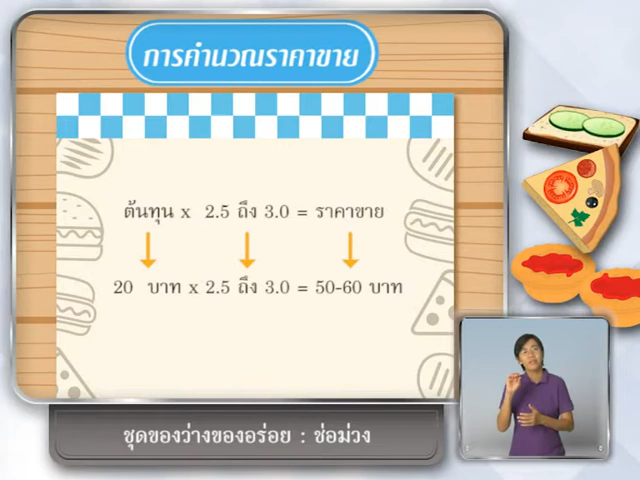 การคำนวณราคาขาย
ต้นทุน x 2.5 ถึง 3.0 = ราคาขาย
20 บาท x 2.5 ถึง 3.0 = 50-60 บาท
ชุดของว่างของอร่อย : ช่อม่วง